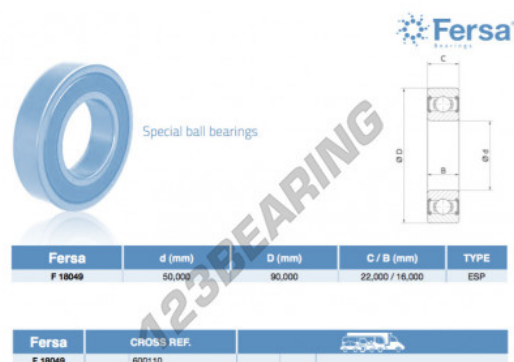 Fersa
Bearings
C
Special ball bearings
Ø D
Ø d
B
123BEARING
Fersa d (mm) D (mm) C / B (mm) TYPE
F 18049 50,000 90,000 22,000 / 16,000 ESP
Fersa CROSS REF.
F 18049 600110